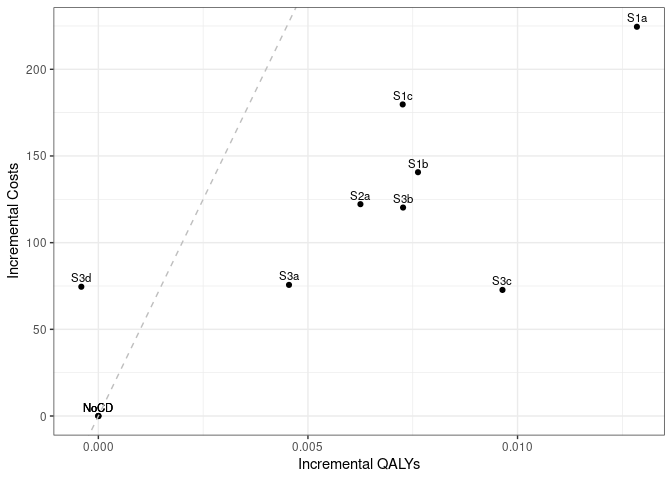 Incremental Costs
200
150
100
50
0
S1a
S1c
S1b
S2a
S3b
S3d
S3a
S3c
NoCD
0.000
0.005
0.010
Incremental QALYs